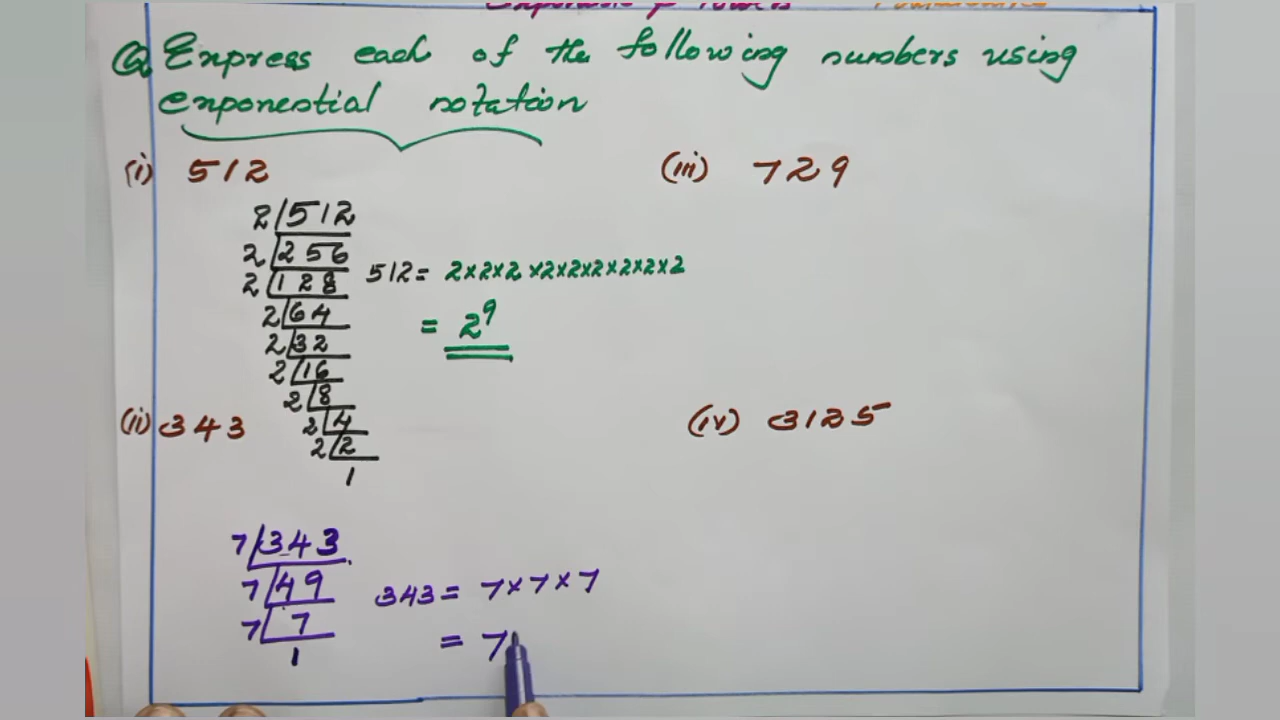 Q Express each of the following numbers using
exponential notation
(i) 512
2 512
2 256
2 128
2 64
2 32
2 16
2 8
2 4
2 2
1
512 = 2×2×2×2×2×2×2×2×2
= 2⁹
(ii) 343
7 343
7 49
7 7
1
343 = 7×7×7
= 7
(iii) 729
(iv) 3125